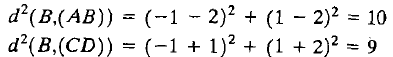 d²(B,(AB)) = (−1 − 2)² + (1 − 2)² = 10
d²(B,(CD)) = (−1 + 1)² + (1 + 2)² = 9